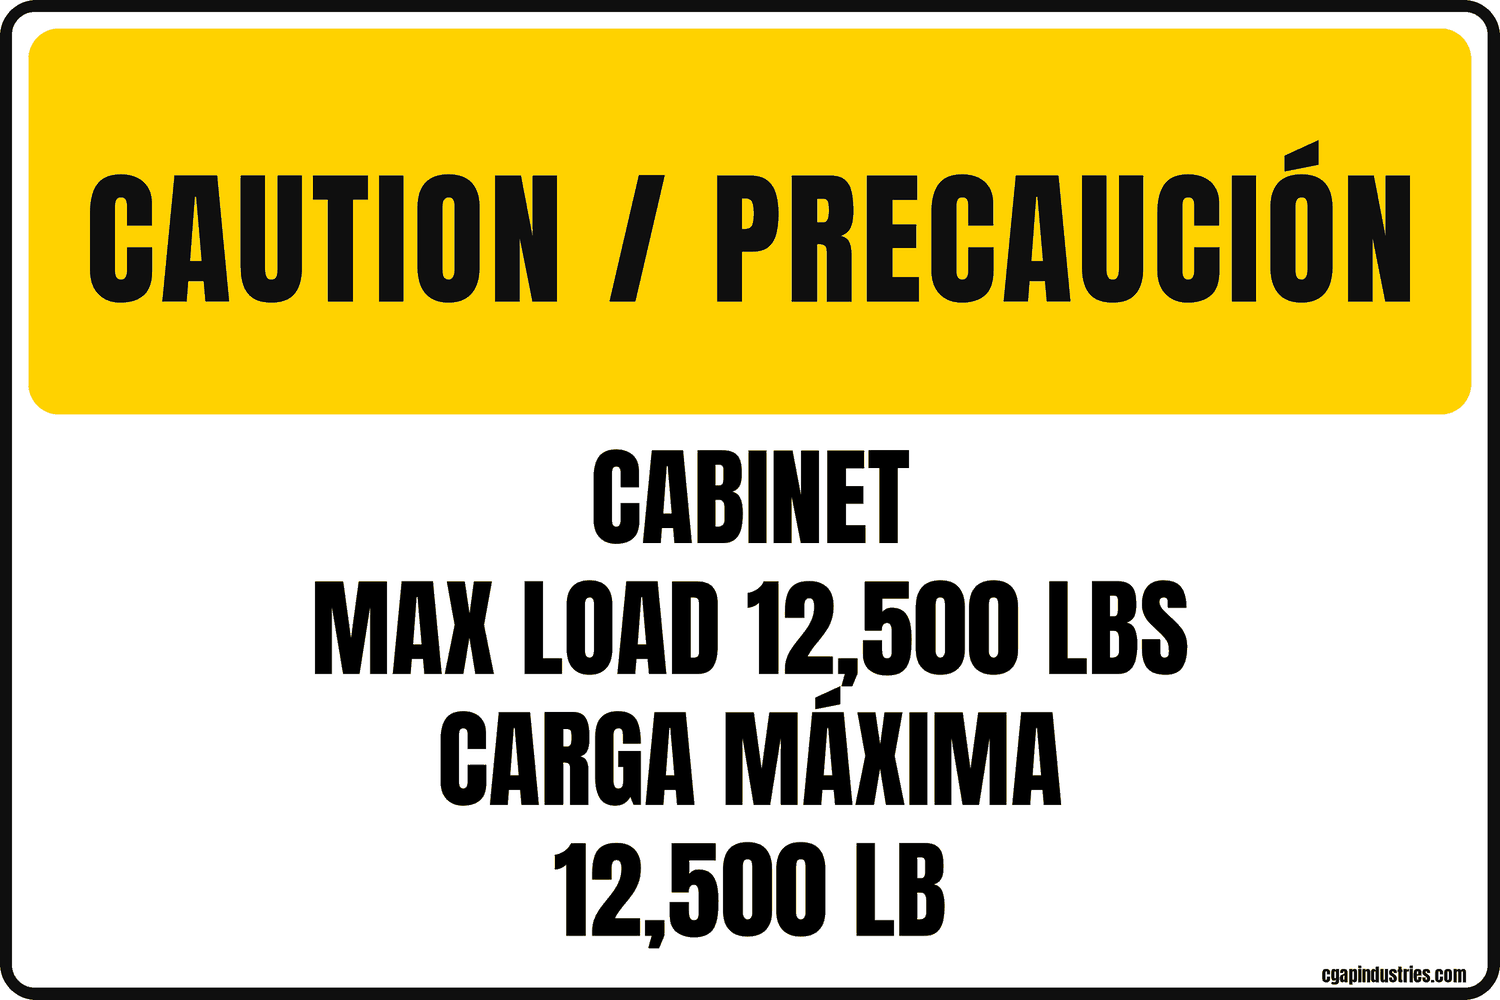 CAUTION / PRECAUCIÓN
CABINET
MAX LOAD 12,500 LBS
CARGA MÁXIMA
12,500 LB
cgapindustries.com